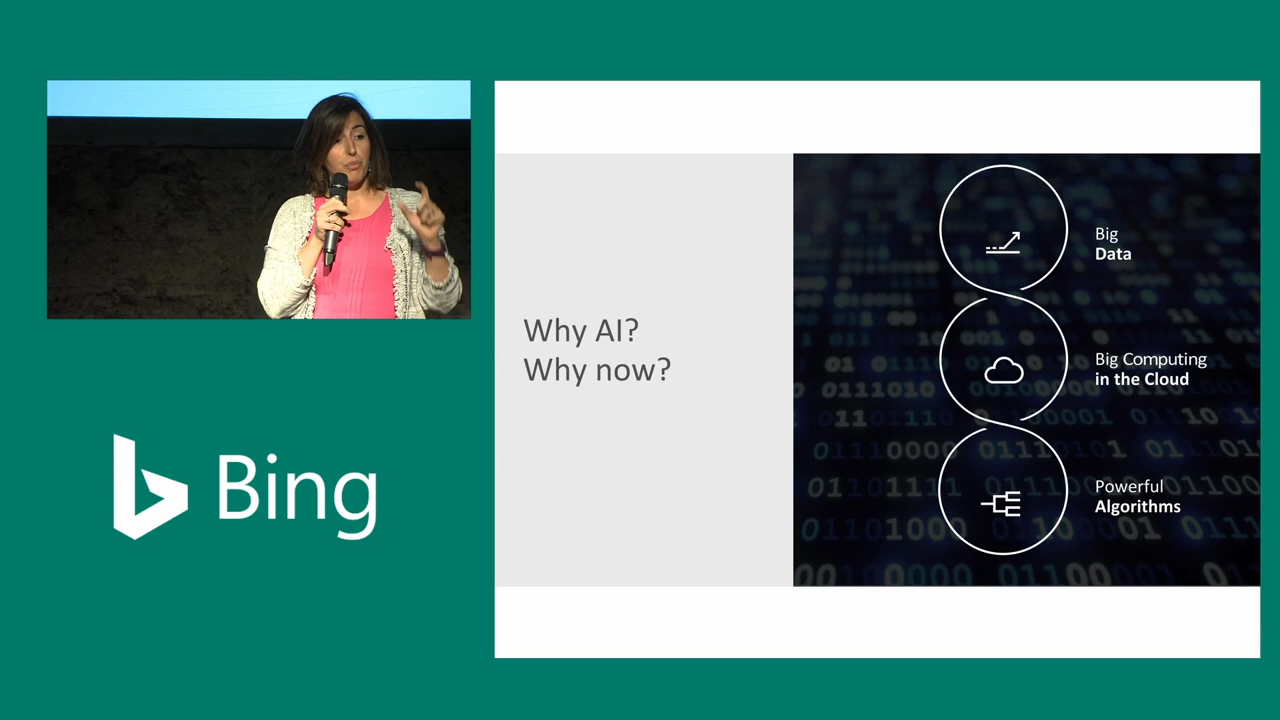 Why AI?
Why now?
Big
Data
Big Computing
in the Cloud
Powerful
Algorithms
Bing